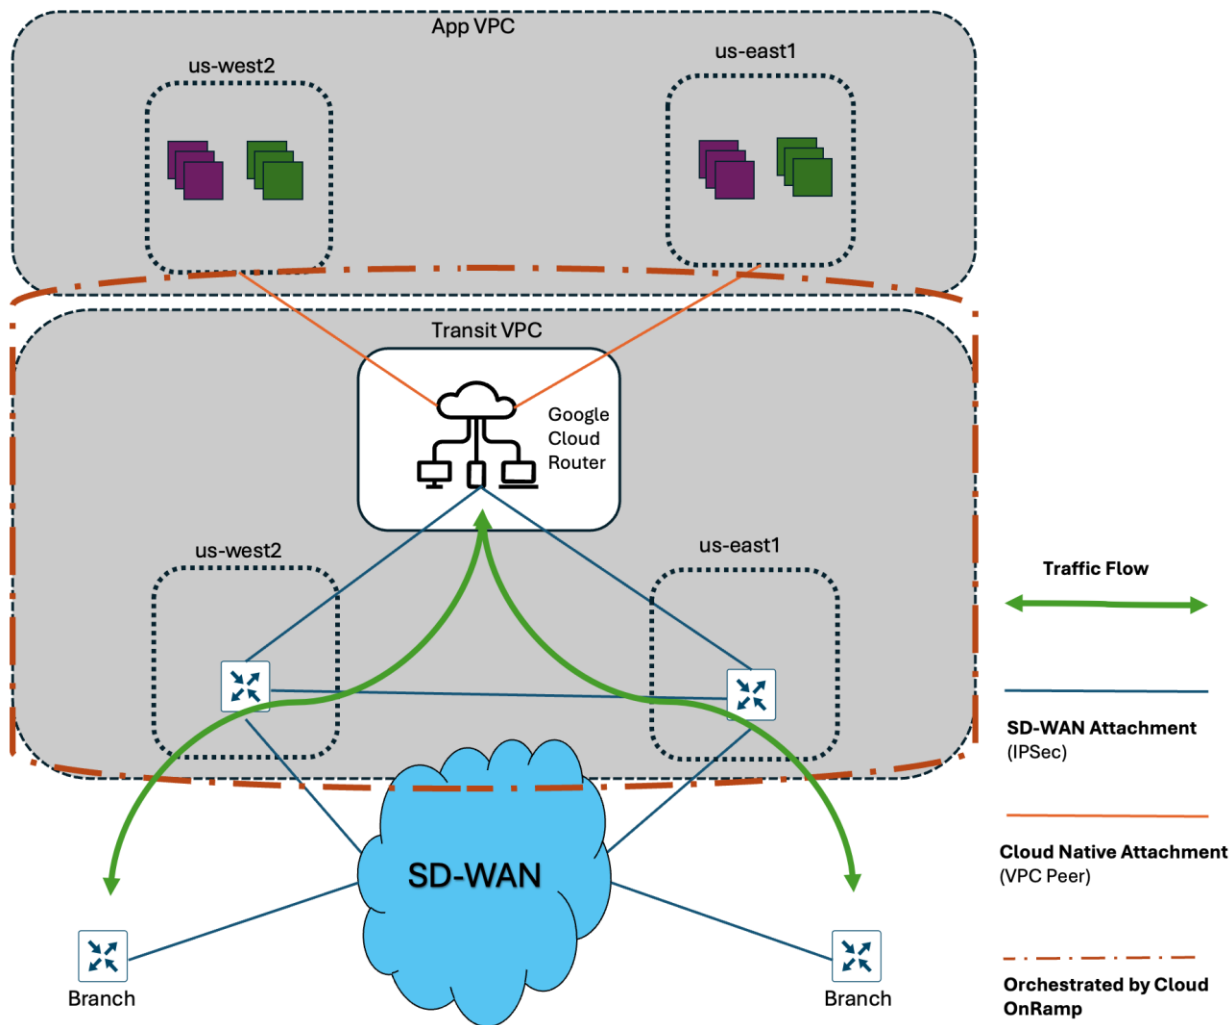 App VPC
us-west2
us-east1
Transit VPC
Google
Cloud
Router
us-west2
us-east1
Traffic Flow
SD-WAN Attachment
(IPSec)
Cloud Native Attachment
(VPC Peer)
SD-WAN
Branch
Branch
Orchestrated by Cloud
OnRamp